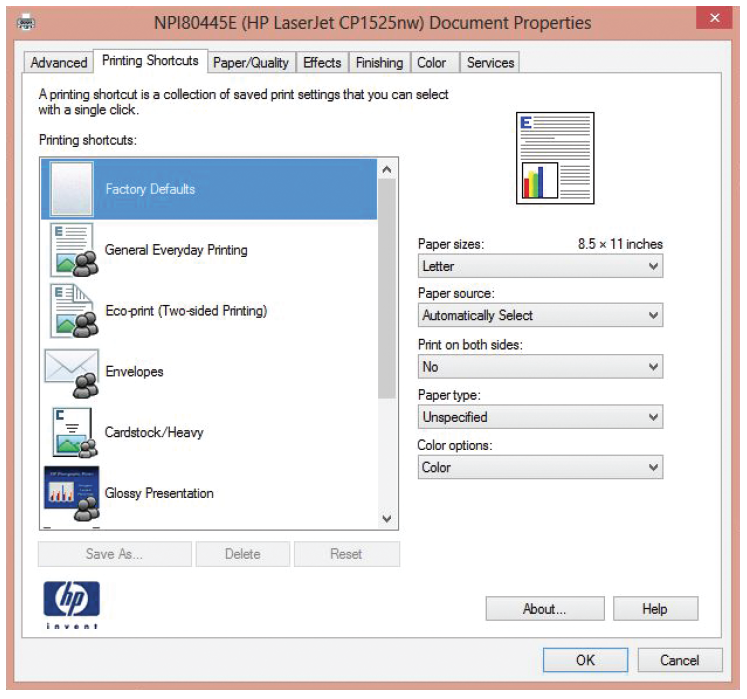 NPI80445E (HP LaserJet CP1525nw) Document Properties
Advanced Printing Shortcuts Paper/Quality Effects Finishing Color Services
A printing shortcut is a collection of saved print settings that you can select
with a single click.
Printing shortcuts:
Factory Defaults
General Everyday Printing
Eco-print (Two-sided Printing)
Envelopes
Cardstock/Heavy
Glossy Presentation
E
Paper sizes: 8.5 × 11 inches
Letter
Paper source:
Automatically Select
Print on both sides:
No
Paper type:
Unspecified
Color options:
Color
Save As... Delete Reset
hp
invent
About... Help
OK Cancel